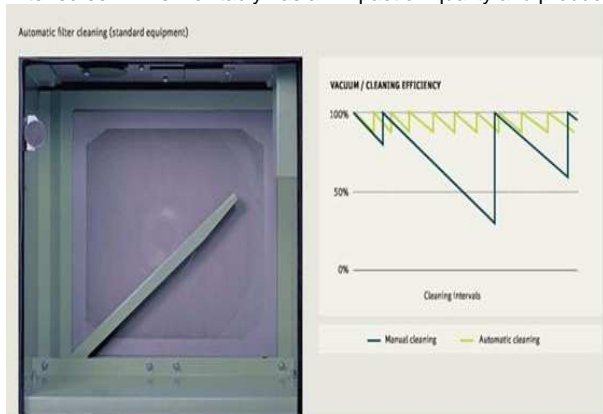 Automatic filter cleaning (standard equipment)
VACUUM / CLEANING EFFICIENCY
100%
50%
0%
Cleaning Intervals
Manual cleaning
Automatic cleaning